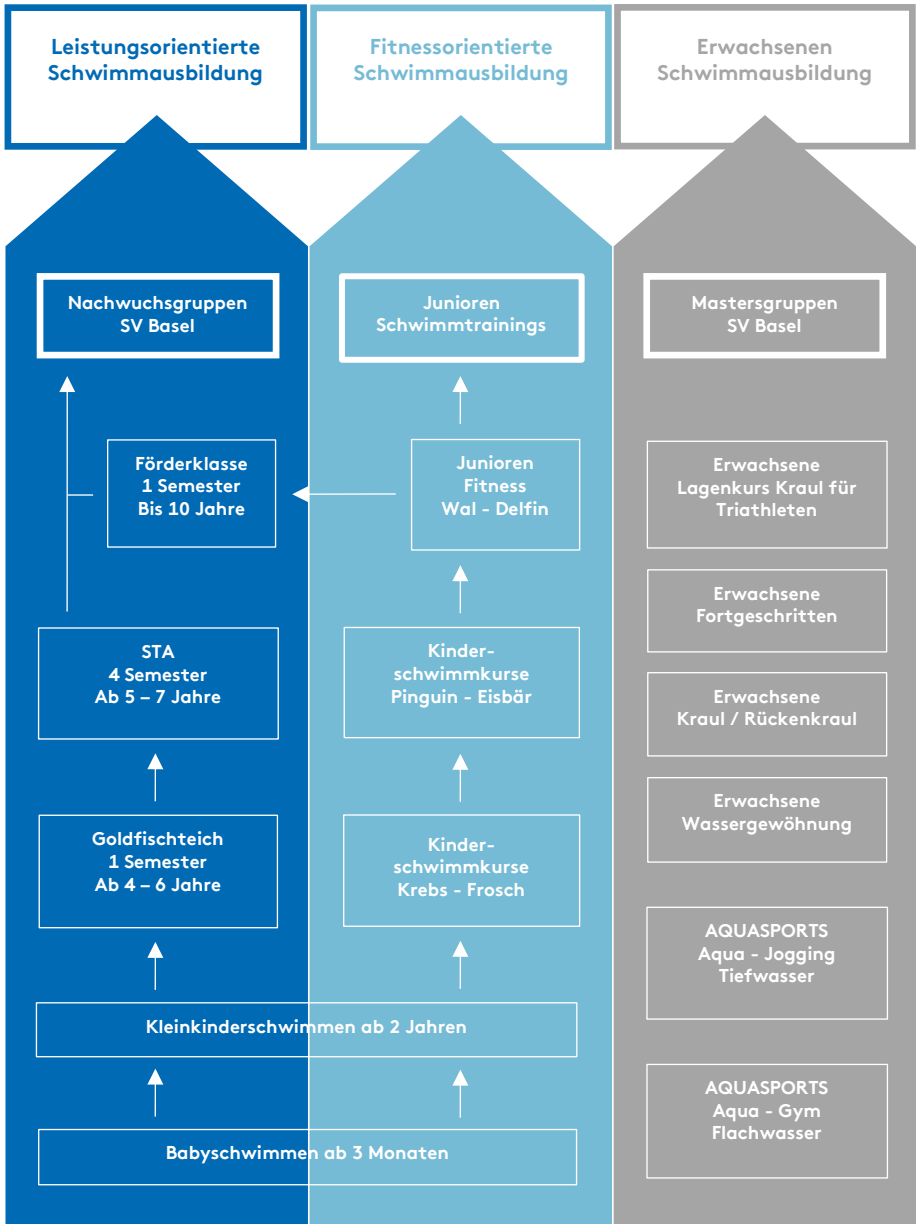 Leistungsorientierte
Schwimmausbildung
Fitnessorientierte
Schwimmausbildung
Erwachsenen
Schwimmausbildung
Nachwuchsgruppen
SV Basel
Junioren
Schwimmtrainings
Mastersgruppen
SV Basel
Förderklasse
1 Semester
Bis 10 Jahre
Junioren
Fitness
Wal - Delfin
Erwachsene
Lagenkurs Kraul für
Triathleten
Erwachsene
Fortgeschritten
STA
4 Semester
Ab 5 – 7 Jahre
Kinder-
schwimmkurse
Pinguin - Eisbär
Erwachsene
Kraul / Rückenkraul
Erwachsene
Wassergewöhnung
Goldfischteich
1 Semester
Ab 4 – 6 Jahre
Kinder-
schwimmkurse
Krebs - Frosch
AQUASPORTS
Aqua - Jogging
Tiefwasser
Kleinkinderschwimmen ab 2 Jahren
AQUASPORTS
Aqua - Gym
Flachwasser
Babyschwimmen ab 3 Monaten